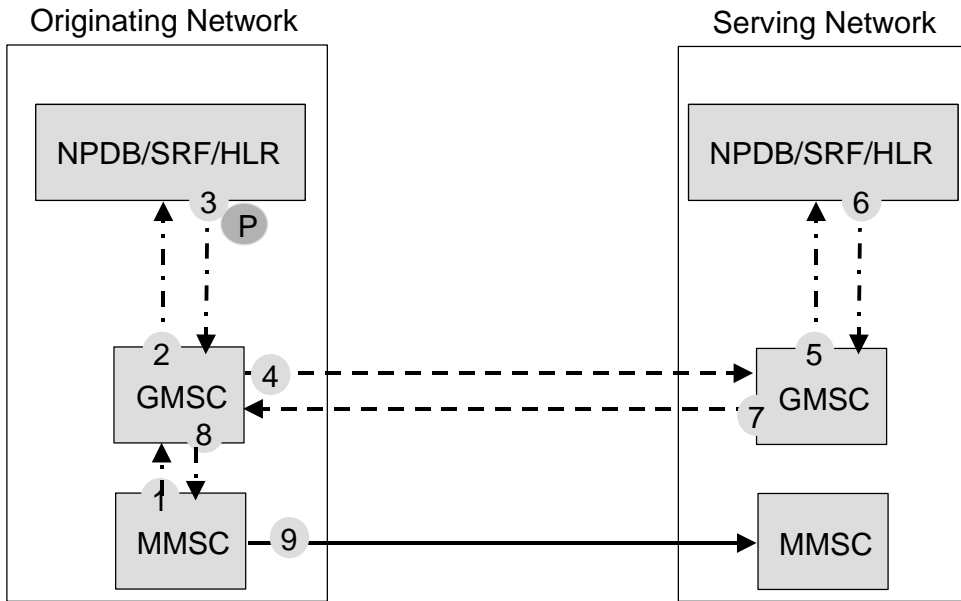 Originating Network
Serving Network
NPDB/SRF/HLR
NPDB/SRF/HLR
3
6
P
2
5
4
GMSC
GMSC
7
8
1
MMSC
9
MMSC